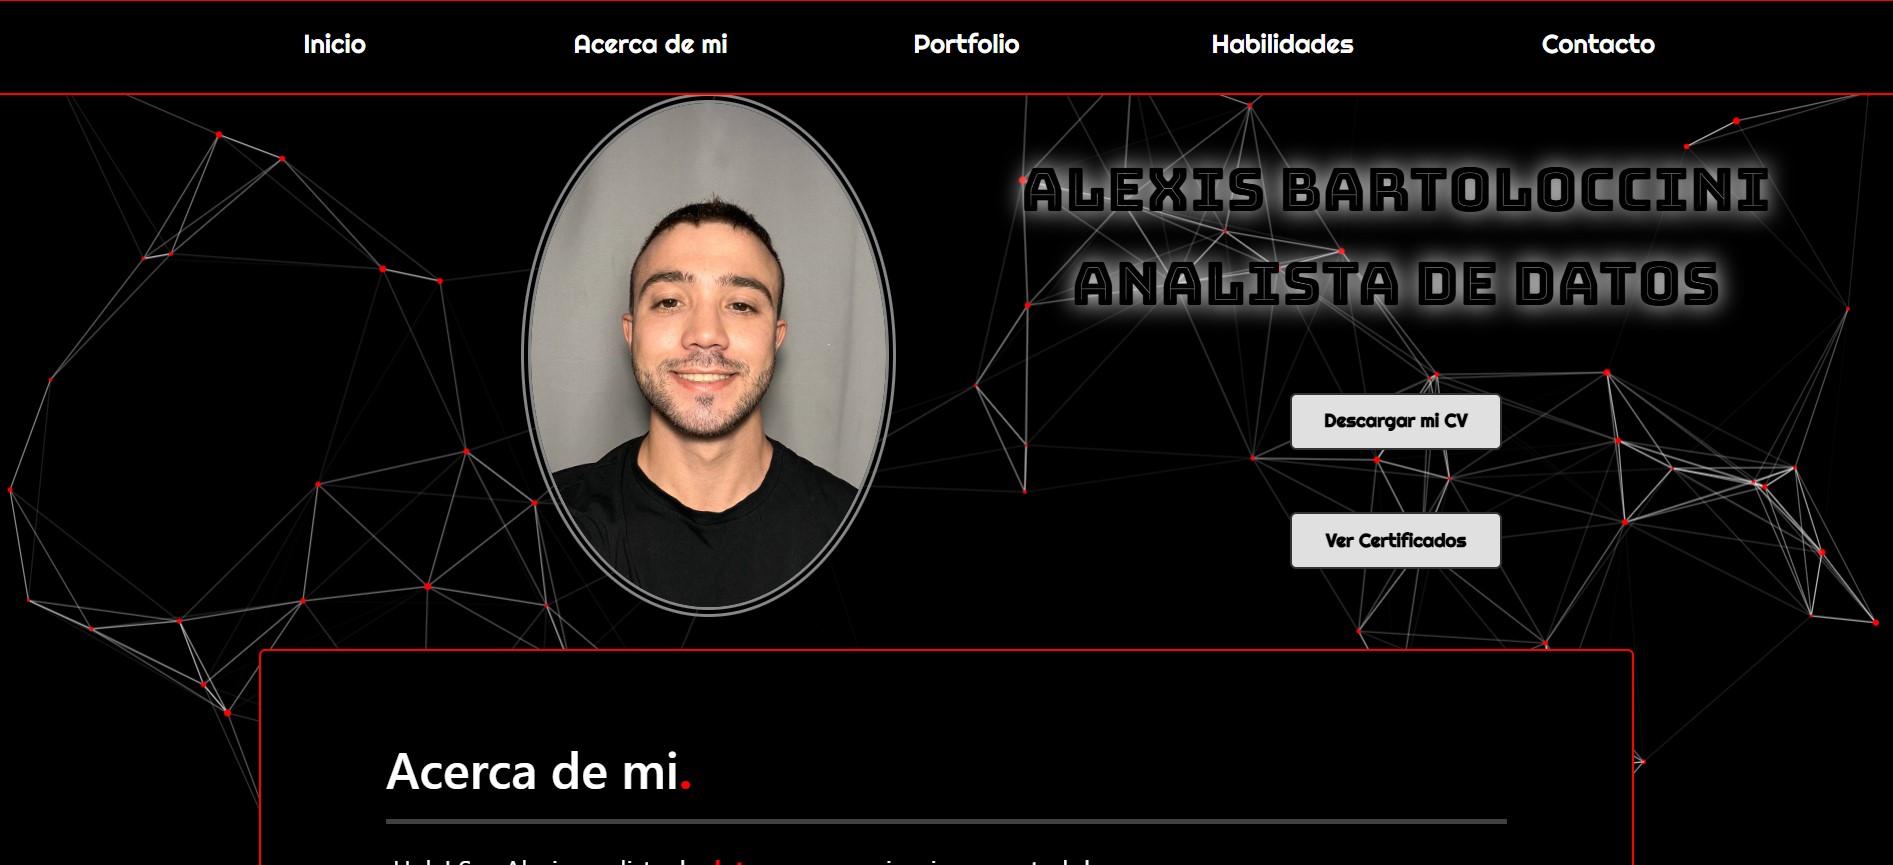 Inicio Acerca de mi Portfolio Habilidades Contacto
ALEXIS BARTOLOCCINI
ANALISTA DE DATOS
Descargar mi CV
Ver Certificados
Acerca de mi.